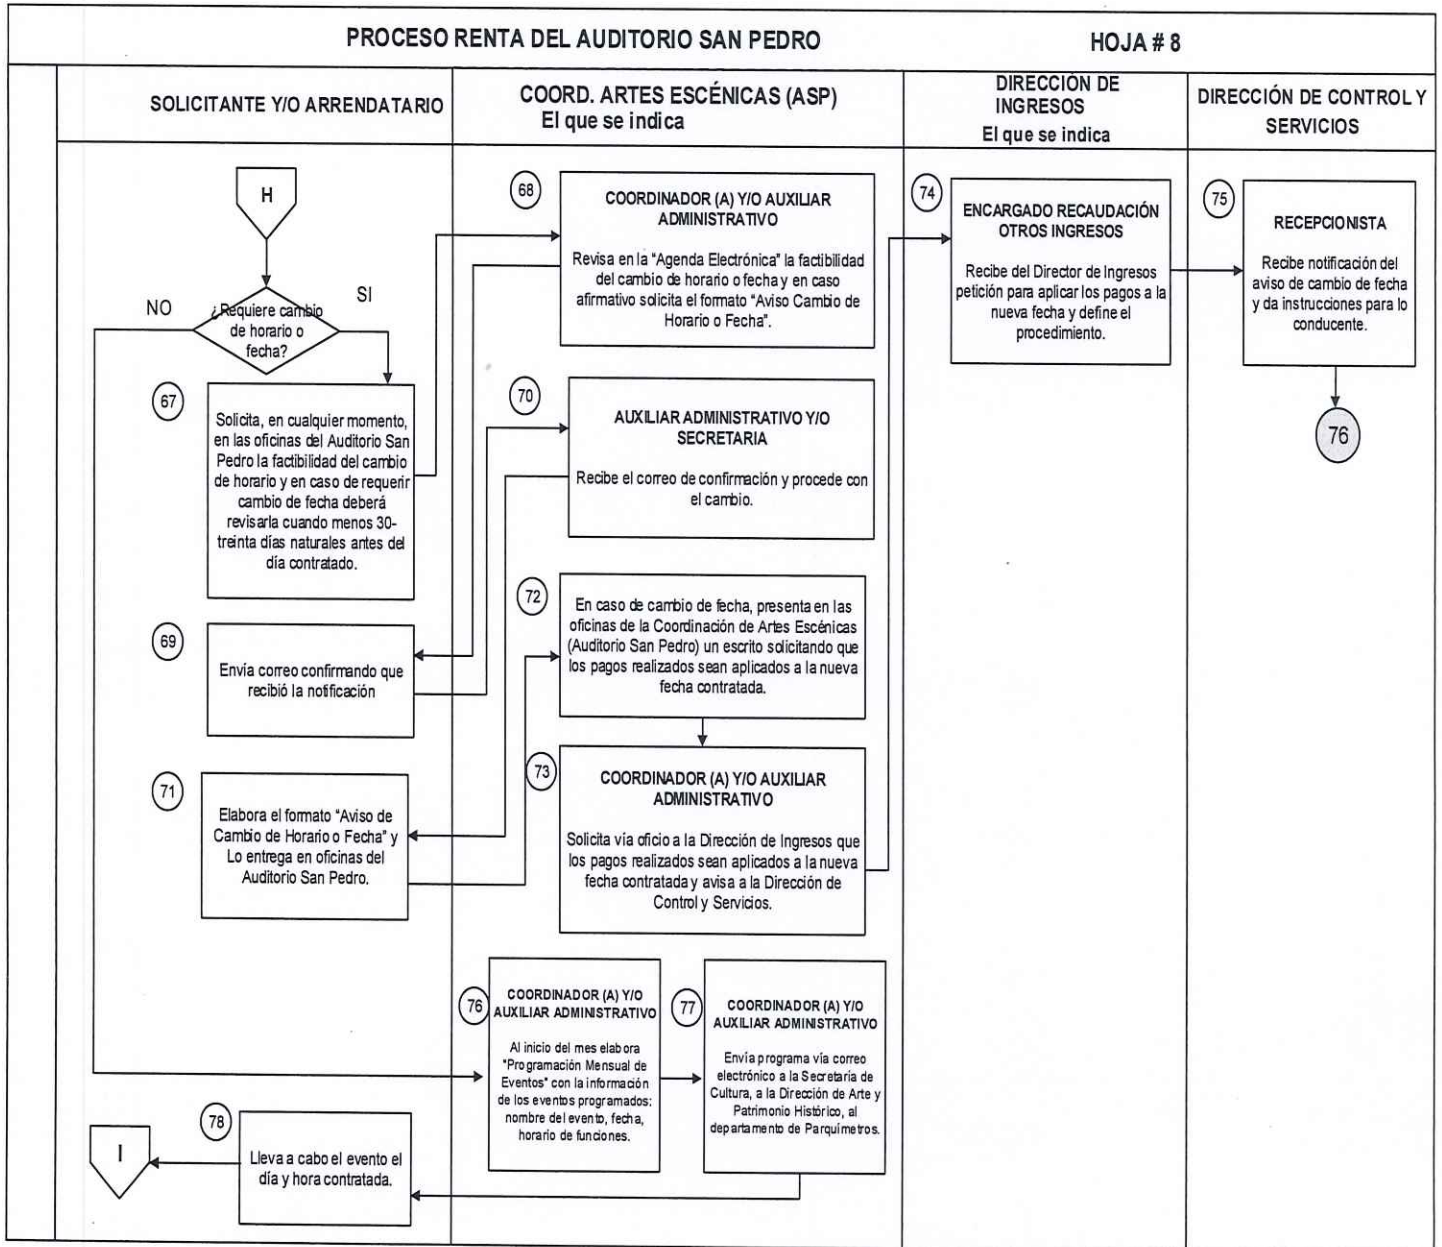 PROCESO RENTA DEL AUDITORIO SAN PEDRO
HOJA # 8
SOLICITANTE Y/O ARRENDATARIO
COORD. ARTES ESCÉNICAS (ASP)
El que se indica
DIRECCIÓN DE
INGRESOS
El que se indica
DIRECCIÓN DE CONTROL Y
SERVICIOS
H
¿Requiere cambio
de horario o
fecha?
NO
SI
67
Solicita, en cualquier momento,
en las oficinas del Auditorio San
Pedro la factibilidad del cambio
de horario y en caso de requerir
cambio de fecha deberá
revisarla cuando menos 30-
treinta días naturales antes del
día contratado.
68
COORDINADOR (A) Y/O AUXILIAR
ADMINISTRATIVO
Revisa en la "Agenda Electrónica" la factibilidad
del cambio de horario o fecha y en caso
afirmativo solicita el formato "Aviso Cambio de
Horario o Fecha".
69
Envía correo confirmando que
recibió la notificación
70
AUXILIAR ADMINISTRATIVO Y/O
SECRETARIA
Recibe el correo de confirmación y procede con
el cambio.
71
Elabora el formato "Aviso de
Cambio de Horario o Fecha" y
Lo entrega en oficinas del
Auditorio San Pedro.
72
En caso de cambio de fecha, presenta en las
oficinas de la Coordinación de Artes Escénicas
(Auditorio San Pedro) un escrito solicitando que
los pagos realizados sean aplicados a la nueva
fecha contratada.
73
COORDINADOR (A) Y/O AUXILIAR
ADMINISTRATIVO
Solicita vía oficio a la Dirección de Ingresos que
los pagos realizados sean aplicados a la nueva
fecha contratada y avisa a la Dirección de
Control y Servicios.
74
ENCARGADO RECAUDACIÓN
OTROS INGRESOS
Recibe del Director de Ingresos
petición para aplicar los pagos a la
nueva fecha y define el
procedimiento.
75
RECEPCIONISTA
Recibe notificación del
aviso de cambio de fecha
y da instrucciones para lo
conducente.
76
76
COORDINADOR (A) Y/O
AUXILIAR ADMINISTRATIVO
Al inicio del mes elabora
"Programación Mensual de
Eventos" con la información
de los eventos programados:
nombre del evento, fecha,
horario de funciones.
77
COORDINADOR (A) Y/O
AUXILIAR ADMINISTRATIVO
Envía programa vía correo
electrónico a la Secretaría de
Cultura, a la Dirección de Arte y
Patrimonio Histórico, al
departamento de Parquímetros.
78
Lleva a cabo el evento el
día y hora contratada.
I